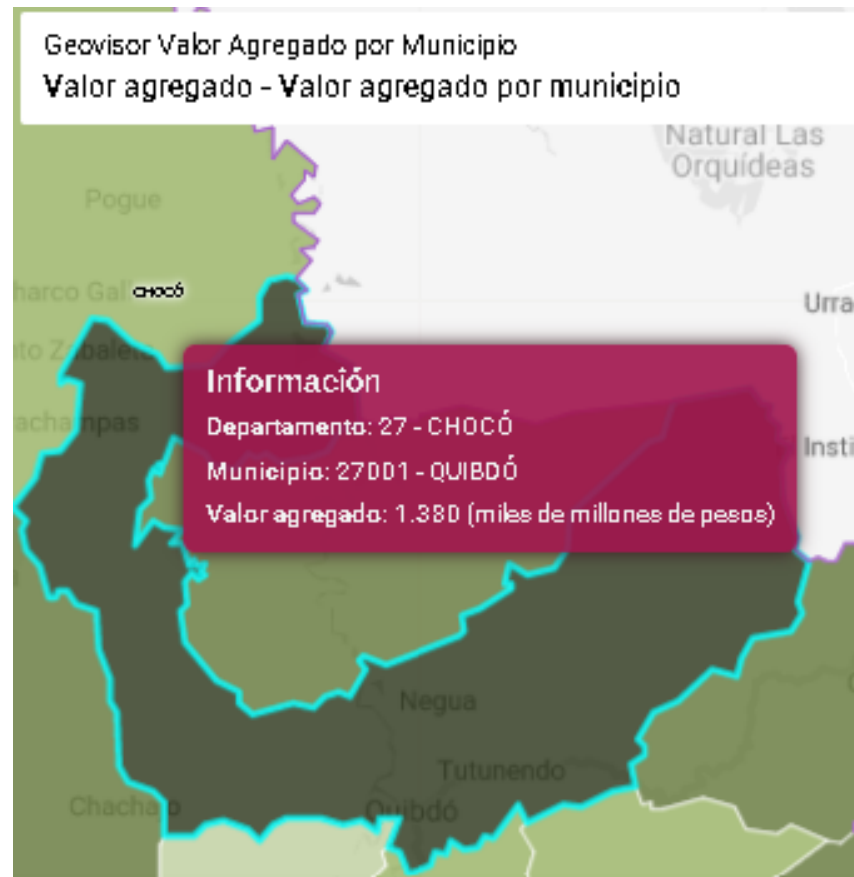 Geovisor Valor Agregado por Municipio
Valor agregado - Valor agregado por municipio
Natural Las
Orquídeas
Pogue
CHOCÓ
Urra
Información
Departamento: 27 - CHOCÓ
Municipio: 27001 - QUIBDÓ
Insti
Valor agregado: 1.380 (miles de millones de pesos)
Negua
Tutunendo
Quibdó